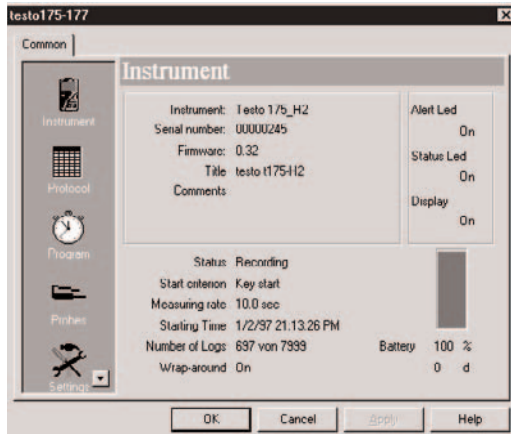 testo175-177
Common
Instrument
Instrument
Protocol
Program
Probes
Settings
Instrument: Testo 175_H2
Serial number: 00000245
Firmware: 0.32
Title testo t175-H2
Comments
Alert Led
On
Status Led
On
Display
On
Status Recording
Start criterion Key start
Measuring rate 10.0 sec
Starting Time 1/2/97 21.13.26 PM
Number of Logs 697 von 7999
Wrap-around On
Battery 100 %
0 d
OK Cancel Apply Help